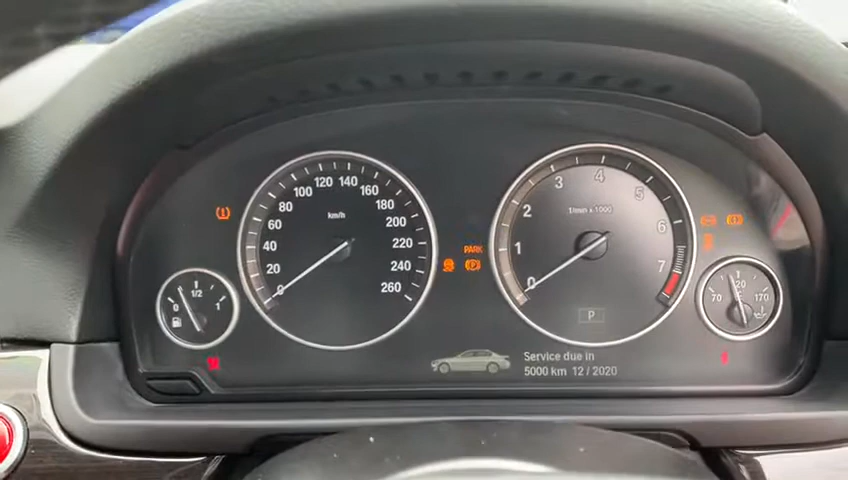 0 20 40 60 80 100 120 140 160 180 200 220 240 260
km/h
0 1/2 1
PARK
0 1 2 3 4 5 6 7
1/min x 1000
P
70 120 170
Service due in
5000 km 12 / 2020